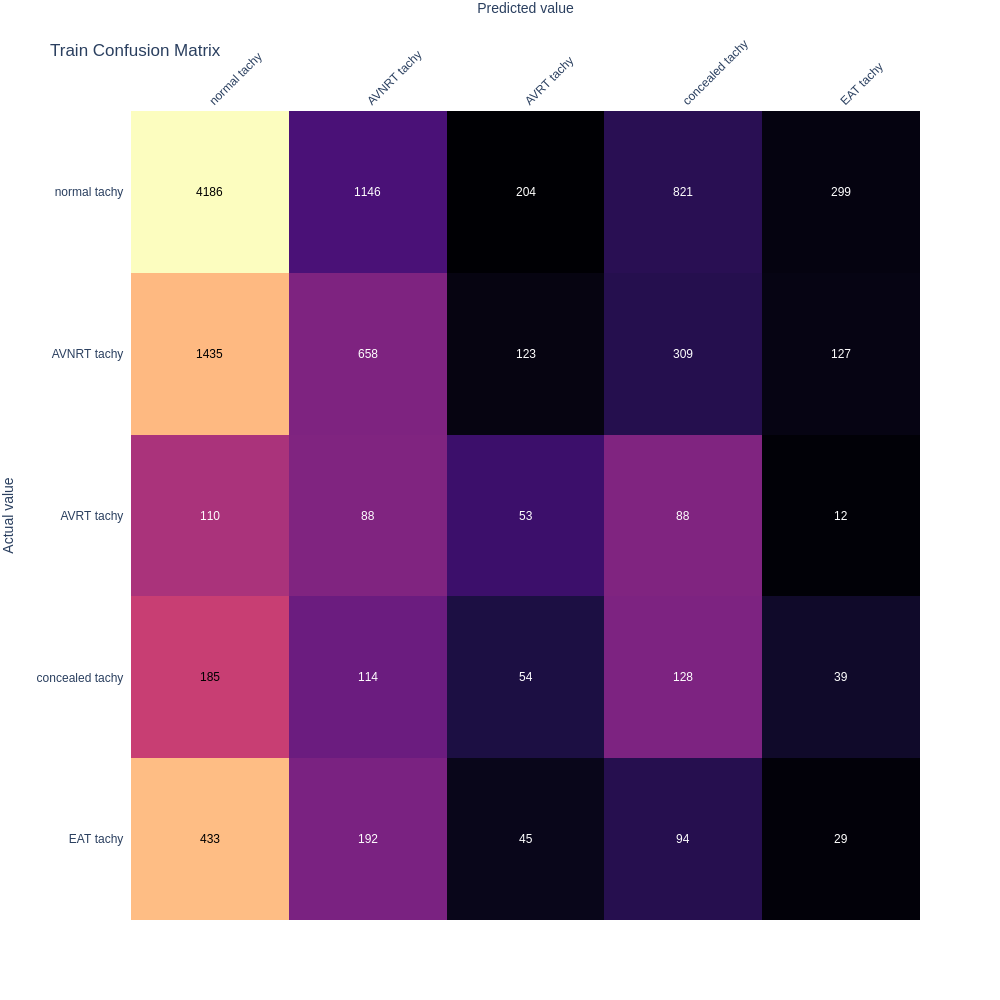 Predicted value
Train Confusion Matrix
normal tachy
AVNRT tachy
AVRT tachy
concealed tachy
EAT tachy
normal tachy 4186 1146 204 821 299
AVNRT tachy 1435 658 123 309 127
Actual value
AVRT tachy 110 88 53 88 12
concealed tachy 185 114 54 128 39
EAT tachy 433 192 45 94 29